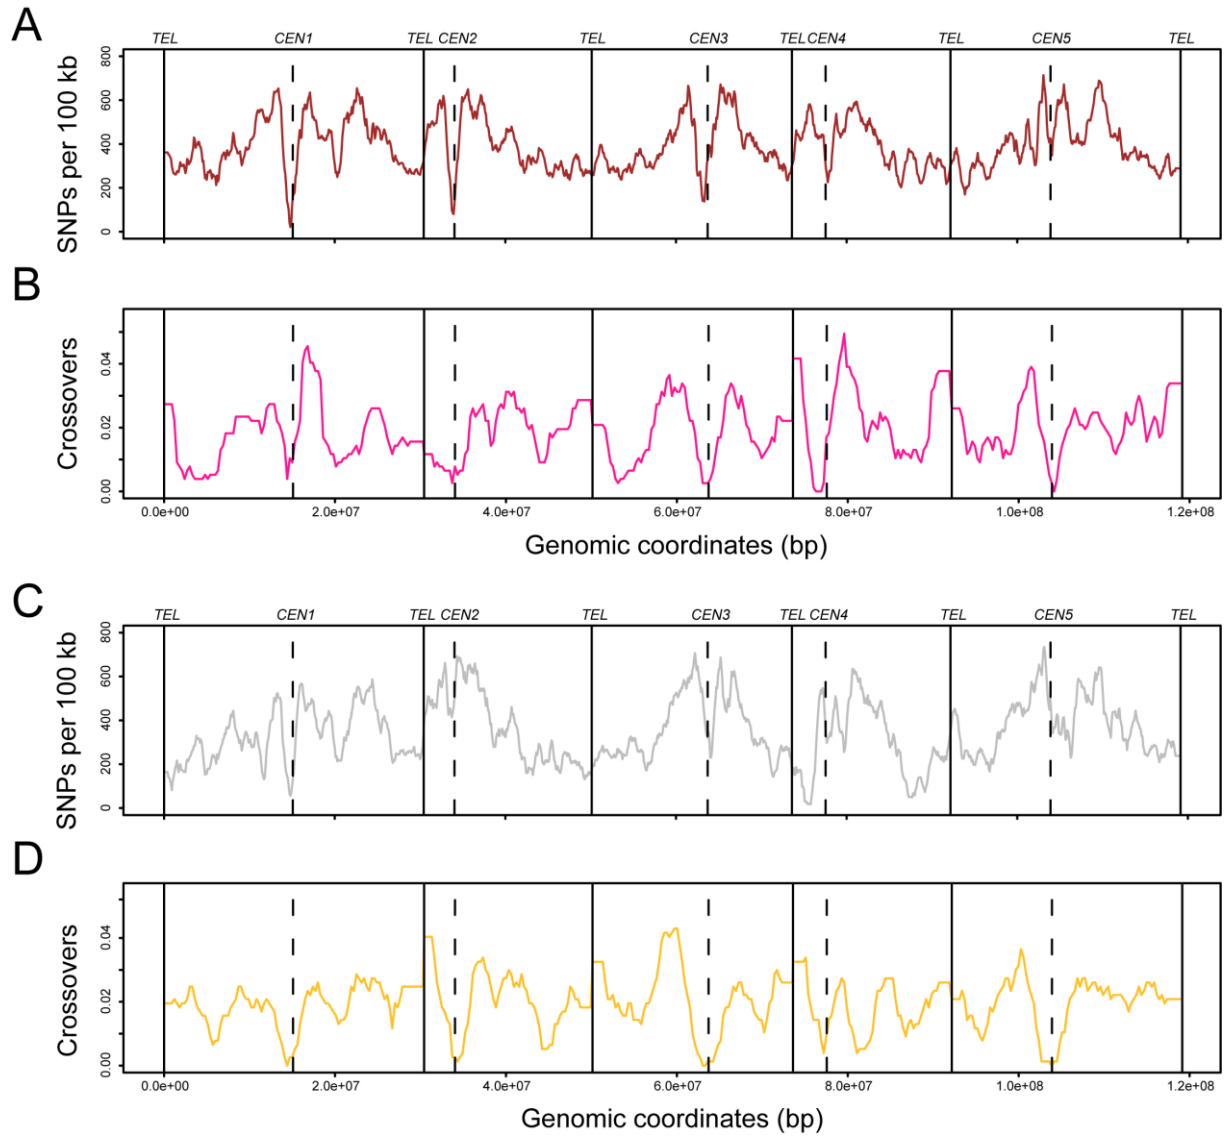 A
TEL CEN1 TEL CEN2 TEL CEN3 TEL CEN4 TEL CEN5 TEL
SNPs per 100 kb
800
600
400
200
0
B
Crossovers
0.04
0.02
0.00
0.0e+00 2.0e+07 4.0e+07 6.0e+07 8.0e+07 1.0e+08 1.2e+08
Genomic coordinates (bp)
C
TEL CEN1 TEL CEN2 TEL CEN3 TEL CEN4 TEL CEN5 TEL
SNPs per 100 kb
800
600
400
200
0
D
Crossovers
0.04
0.02
0.00
0.0e+00 2.0e+07 4.0e+07 6.0e+07 8.0e+07 1.0e+08 1.2e+08
Genomic coordinates (bp)